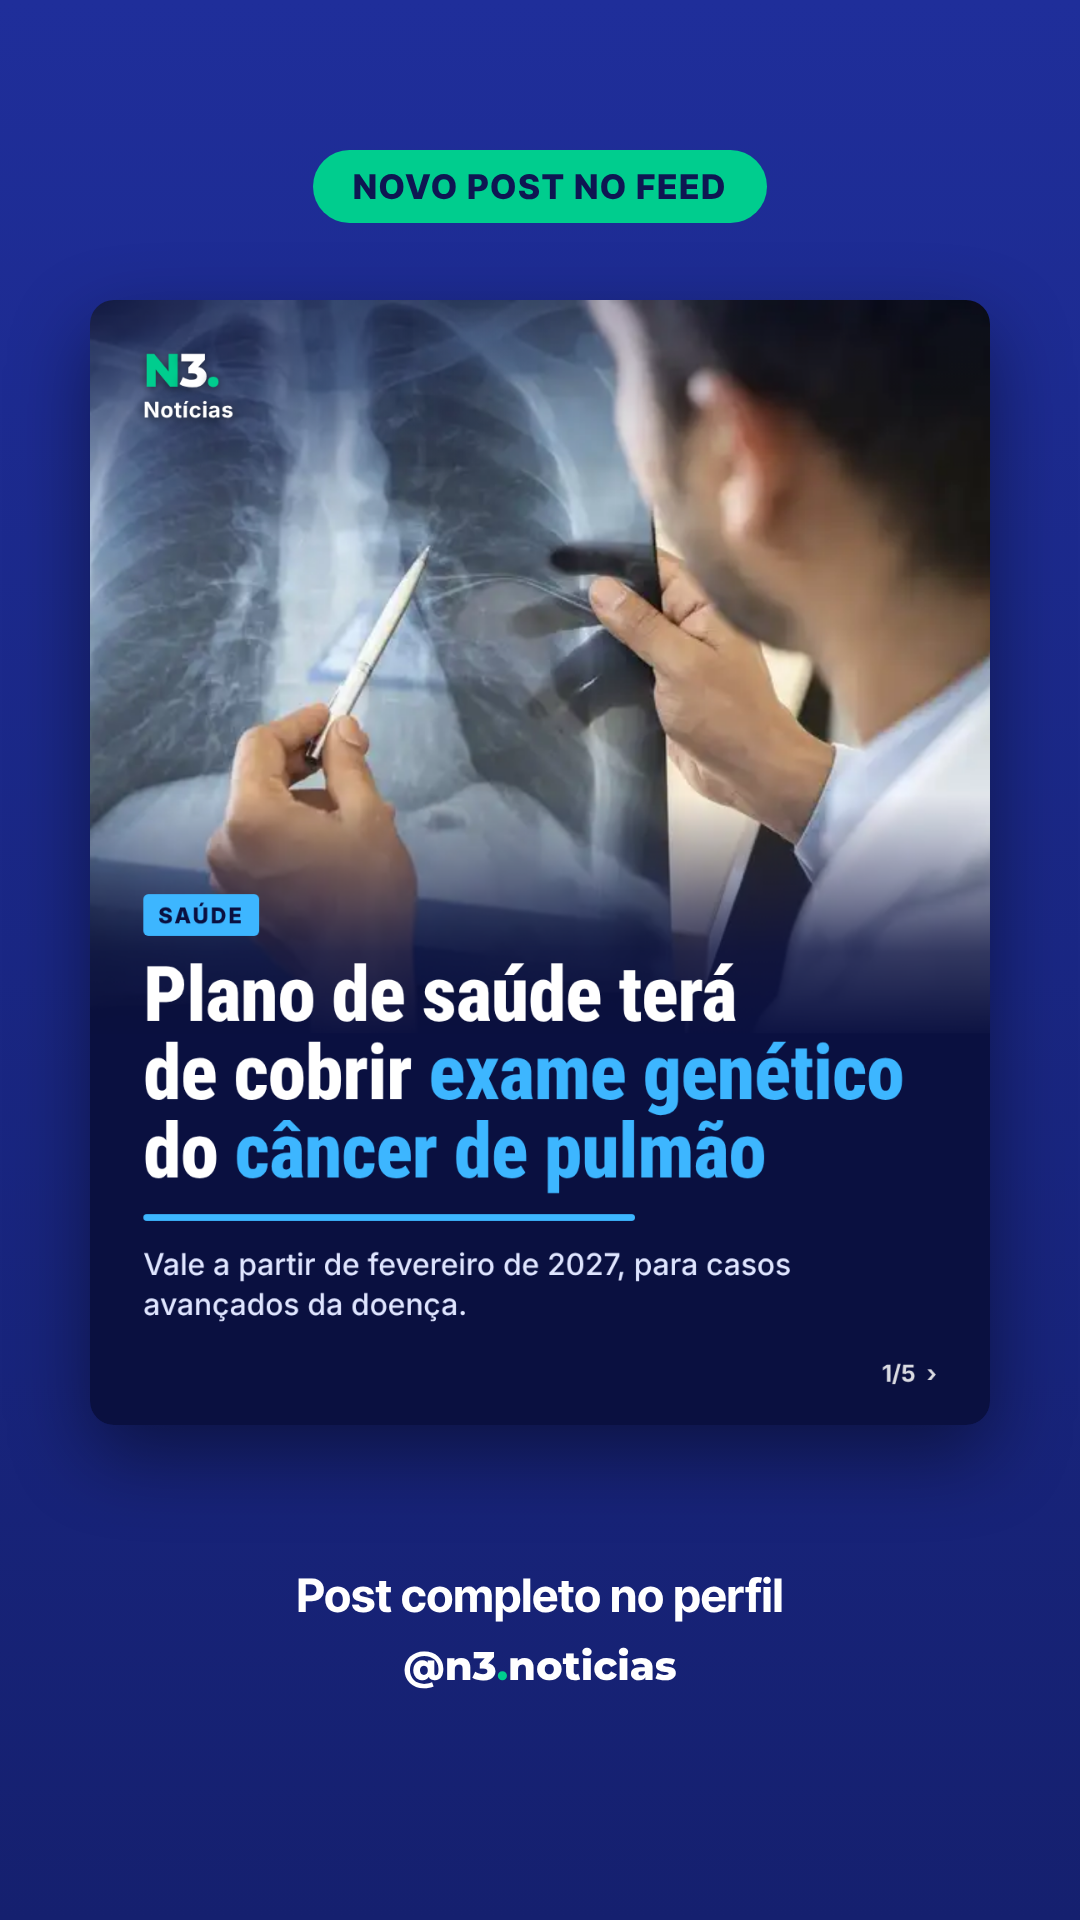 NOVO POST NO FEED
N3.
Notícias
SAÚDE
Plano de saúde terá
de cobrir exame genético
do câncer de pulmão
Vale a partir de fevereiro de 2027, para casos
avançados da doença.
1/5 ›
Post completo no perfil
@n3.noticias